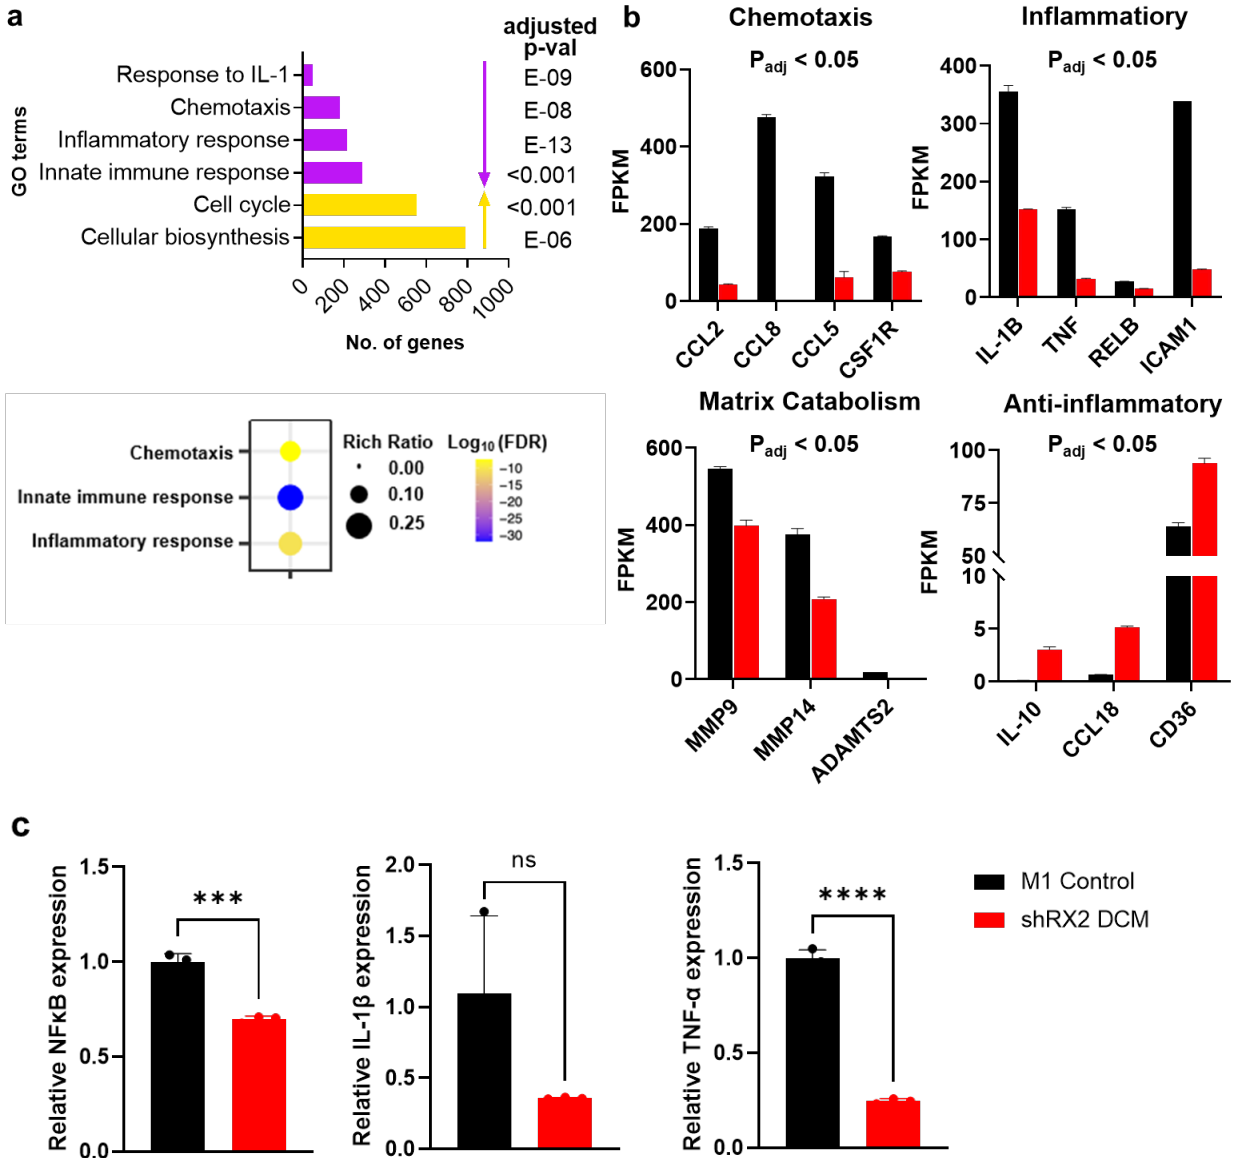 a
adjusted
p-val
Response to IL-1 E-09
Chemotaxis E-08
Inflammatory response E-13
Innate immune response <0.001
Cell cycle <0.001
Cellular biosynthesis E-06
GO terms
0 200 400 600 800 1000
No. of genes
Chemotaxis
Innate immune response
Inflammatory response
Rich Ratio
0.00
0.10
0.25
Log10 (FDR)
−10
−15
−20
−25
−30
b
Chemotaxis
Padj < 0.05
FPKM
600
400
200
0
CCL2 CCL8 CCL5 CSF1R
Inflammatiory
Padj < 0.05
FPKM
400
300
200
100
0
IL-1B TNF RELB ICAM1
Matrix Catabolism
Padj < 0.05
FPKM
600
400
200
0
MMP9 MMP14 ADAMTS2
Anti-inflammatory
Padj < 0.05
FPKM
100
75
50
10
5
0
IL-10 CCL18 CD36
c
Relative NFκB expression
1.5
1.0
0.5
0.0
***
Relative IL-1β expression
2.0
1.5
1.0
0.5
0.0
ns
Relative TNF-α expression
1.5
1.0
0.5
0.0
****
M1 Control
shRX2 DCM